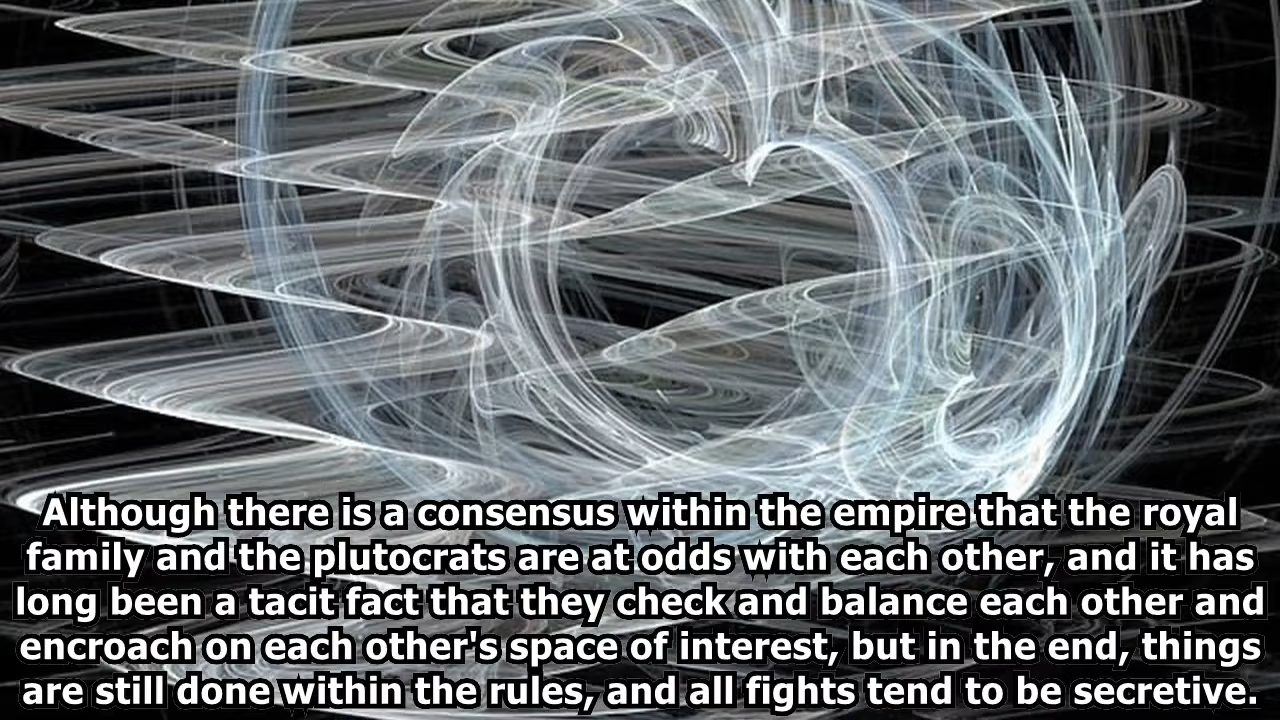 Although there is a consensus within the empire that the royal
family and the plutocrats are at odds with each other, and it has
long been a tacit fact that they check and balance each other and
encroach on each other's space of interest, but in the end, things
are still done within the rules, and all fights tend to be secretive.